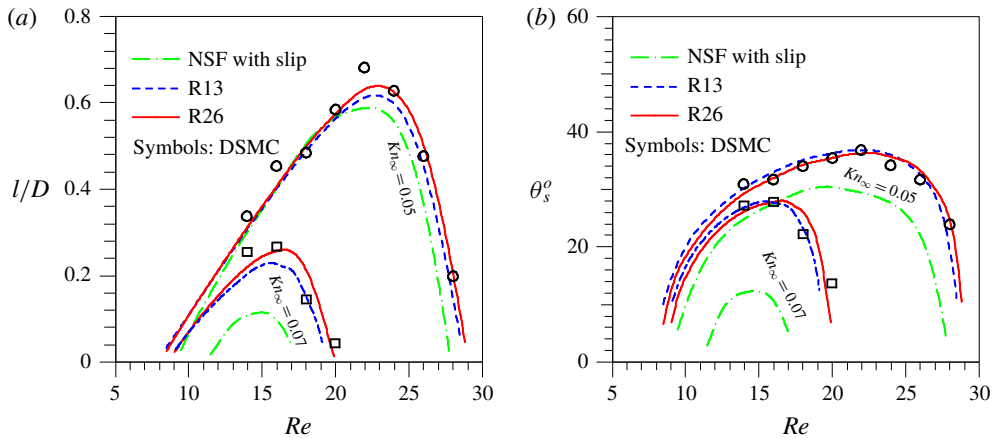 (a)
0.8
0.6
0.4
0.2
0
l/D
NSF with slip
R13
R26
Symbols: DSMC
Kn∞ = 0.05
Kn∞ = 0.07
5 10 15 20 25 30
Re
(b)
60
40
20
0
θₛᵒ
NSF with slip
R13
R26
Symbols: DSMC
Kn∞ = 0.05
Kn∞ = 0.07
5 10 15 20 25 30
Re